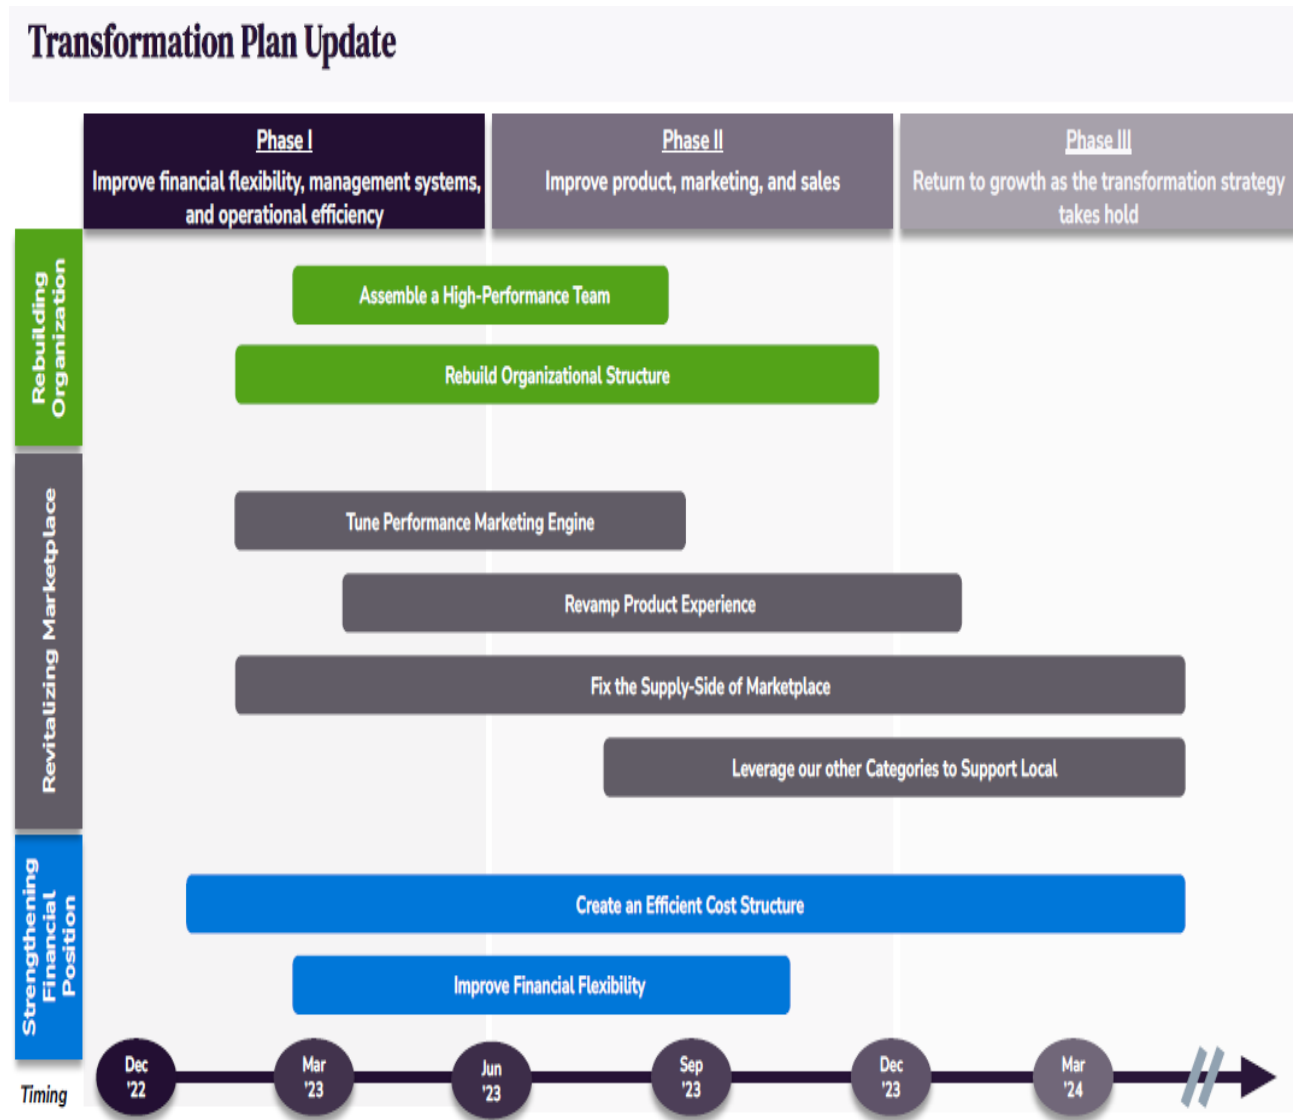 Transformation Plan Update
Phase I
Improve financial flexibility, management systems,
and operational efficiency
Phase II
Improve product, marketing, and sales
Phase III
Return to growth as the transformation strategy
takes hold
Rebuilding
Organization
Assemble a High-Performance Team
Rebuild Organizational Structure
Revitalizing Marketplace
Tune Performance Marketing Engine
Revamp Product Experience
Fix the Supply-Side of Marketplace
Leverage our other Categories to Support Local
Strengthening
Financial
Position
Create an Efficient Cost Structure
Improve Financial Flexibility
Timing
Dec
'22
Mar
'23
Jun
'23
Sep
'23
Dec
'23
Mar
'24